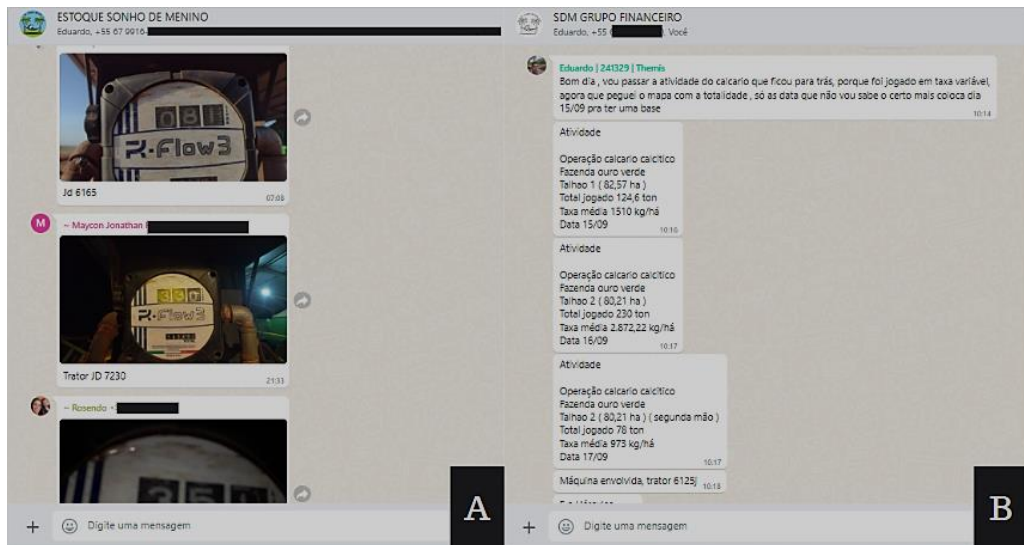 ESTOQUE SONHO DE MENINO
Eduardo, +55 67 9916-
081
R-Flow3
Jd 6165
07:08
M
~ Maycon Jonathan
330
R-Flow3
Trator JD 7230
21:33
~ Rosendo
351
+
Digite uma mensagem
A
SDM GRUPO FINANCEIRO
Eduardo, +55 6 , Você
Eduardo | 241329 | Themis
Bom dia , vou passar a atividade do calcario que ficou para trás, porque foi jogado em taxa variável,
agora que peguei o mapa com a totalidade , só as data que não vou sabe o certo mais coloca dia
15/09 pra ter uma base
10:14
Atividade
Operação calcario calcítico
Fazenda ouro verde
Talhao 1 ( 82,57 ha )
Total jogado 124,6 ton
Taxa média 1510 kg/há
Data 15/09
10:16
Atividade
Operação calcario calcítico
Fazenda ouro verde
Talhao 2 ( 80,21 ha )
Total jogado 230 ton
Taxa média 2.872,22 kg/há
Data 16/09
10:17
Atividade
Operação calcario calcítico
Fazenda ouro verde
Talhao 2 ( 80,21 ha ) ( segunda mão )
Total jogado 78 ton
Taxa média 973 kg/há
Data 17/09
10:17
Máquina envolvida, trator 6125j
10:18
+
Digite uma mensagem
B